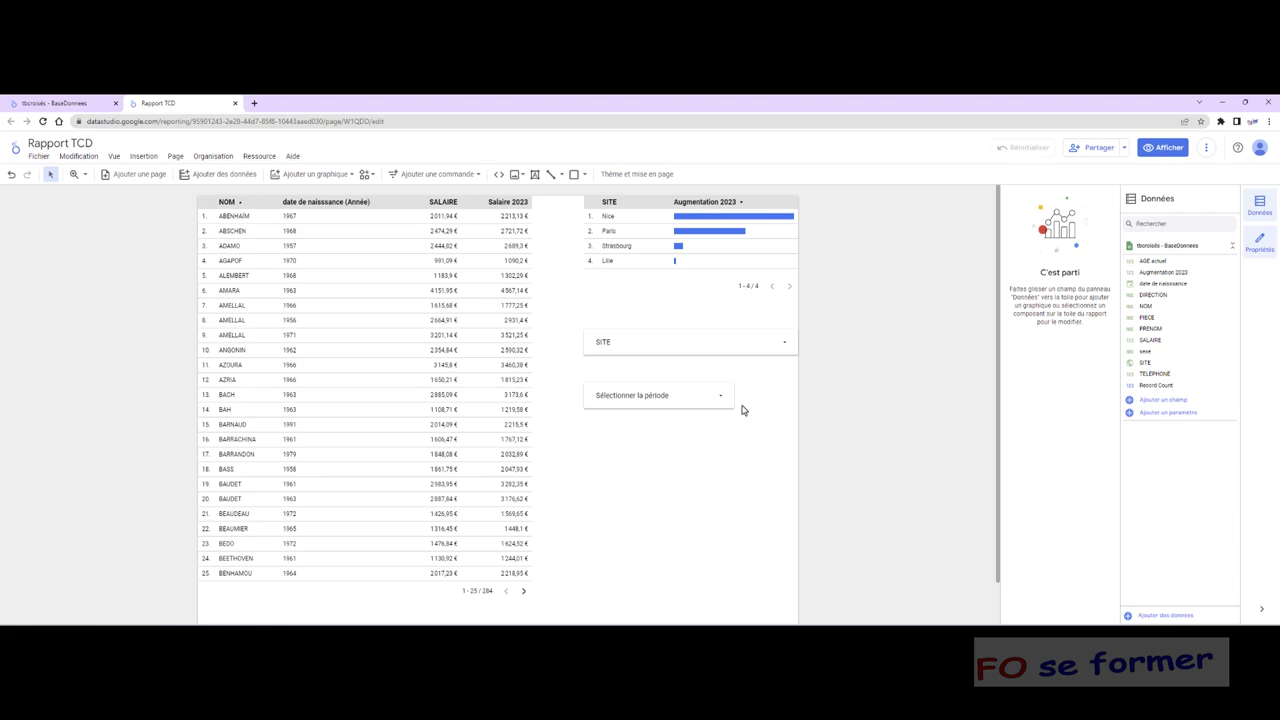 tbcroisés - BaseDonnees
Rapport TCD
datastudio.google.com/reporting/95901243-2e28-44d7-85f8-10443aaed030/page/W1QDD/edit
Rapport TCD
Fichier Modification Vue Insertion Page Organisation Ressource Aide
Réinitialiser Partager Afficher
Ajouter une page Ajouter des données Ajouter un graphique Ajouter une commande Thème et mise en page
NOM date de naisssance (Année) SALAIRE Salaire 2023
1. ABENHAÏM 1967 2 011,94 € 2 213,13 €
2. ABSCHEN 1968 2 474,29 € 2 721,72 €
3. ADAMO 1957 2 444,82 € 2 689,3 €
4. AGAPOF 1970 991,09 € 1 090,2 €
5. ALEMBERT 1968 1 183,9 € 1 302,29 €
6. AMARA 1963 4 151,95 € 4 567,14 €
7. AMELLAL 1966 1 615,68 € 1 777,25 €
8. AMELLAL 1956 2 664,91 € 2 931,4 €
9. AMELLAL 1971 3 201,14 € 3 521,25 €
10. ANGONIN 1962 2 354,84 € 2 590,32 €
11. AZOURA 1966 3 145,8 € 3 460,38 €
12. AZRIA 1966 1 650,21 € 1 815,23 €
13. BACH 1963 2 885,09 € 3 173,6 €
14. BAH 1963 1 108,71 € 1 219,58 €
15. BARNAUD 1991 2 014,09 € 2 215,5 €
16. BARRACHINA 1961 1 606,47 € 1 767,12 €
17. BARRANDON 1979 1 848,08 € 2 032,89 €
18. BASS 1958 1 861,75 € 2 047,93 €
19. BAUDET 1961 2 983,95 € 3 282,35 €
20. BAUDET 1963 2 887,84 € 3 176,62 €
21. BEAUDEAU 1972 1 426,95 € 1 569,65 €
22. BEAUMIER 1965 1 316,45 € 1 448,1 €
23. BEDO 1972 1 476,84 € 1 624,52 €
24. BEETHOVEN 1961 1 130,92 € 1 244,01 €
25. BENHAMOU 1964 2 017,23 € 2 218,95 €
1 - 25 / 284
SITE Augmentation 2023
1. Nice
2. Paris
3. Strasbourg
4. Lille
1 - 4 / 4
SITE
Sélectionner la période
C'est parti
Faites glisser un champ du panneau
"Données" vers la toile pour ajouter
un graphique ou sélectionnez un
composant sur la toile du rapport
pour le modifier.
Données
Rechercher
tbcroisés - BaseDonnees
123 AGE actuel
123 Augmentation 2023
date de naisssance
ABC DIRECTION
ABC NOM
ABC PIECE
ABC PRENOM
123 SALAIRE
ABC sexe
SITE
123 TELEPHONE
123 Record Count
Ajouter un champ
Ajouter un paramètre
Ajouter des données
Données
Propriétés
FO se former